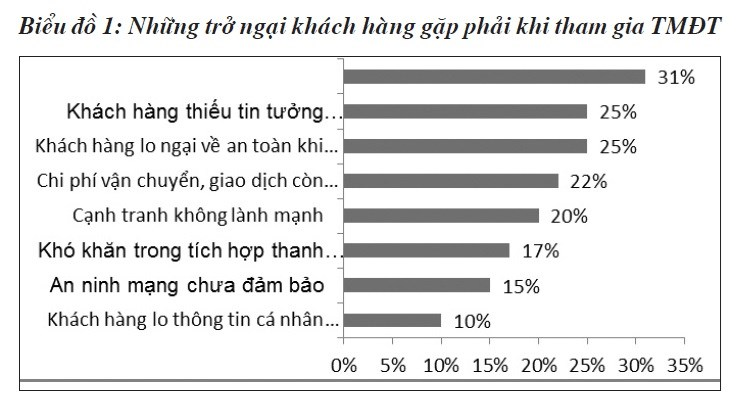 Biểu đồ 1: Những trở ngại khách hàng gặp phải khi tham gia TMĐT
31%
Khách hàng thiếu tin tưởng… 25%
Khách hàng lo ngại về an toàn khi… 25%
Chi phí vận chuyển, giao dịch còn… 22%
Cạnh tranh không lành mạnh 20%
Khó khăn trong tích hợp thanh… 17%
An ninh mạng chưa đảm bảo 15%
Khách hàng lo thông tin cá nhân… 10%
0% 5% 10% 15% 20% 25% 30% 35%